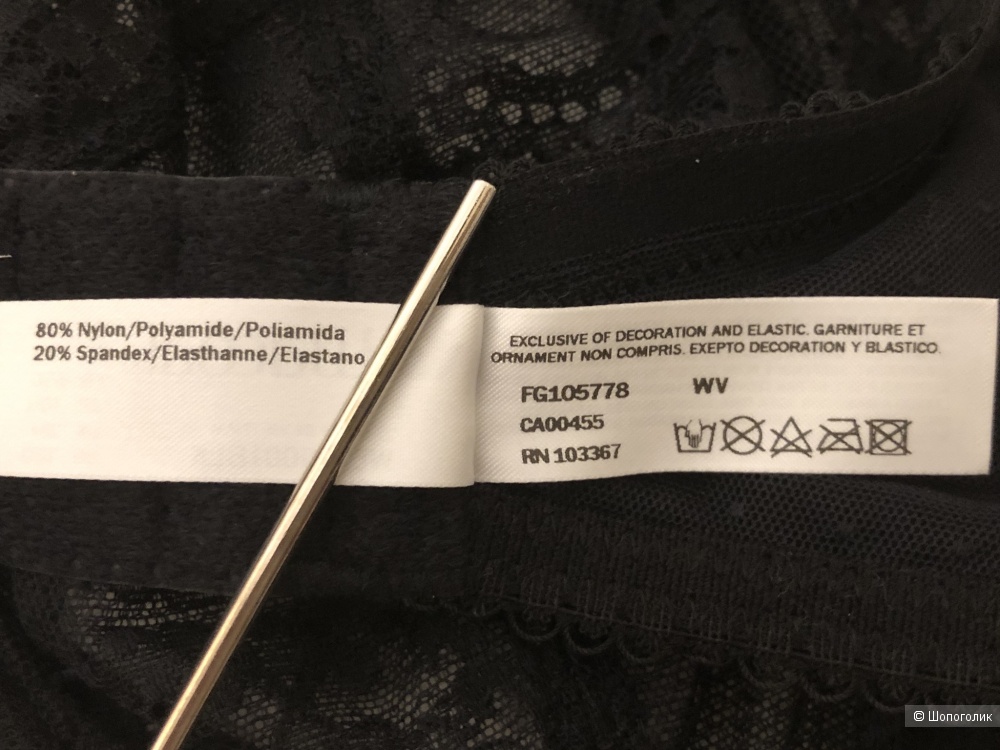 80% Nylon/Polyamide/Poliamida
20% Spandex/Elasthanne/Elastano
EXCLUSIVE OF DECORATION AND ELASTIC. GARNITURE ET
ORNAMENT NON COMPRIS. EXEPTO DECORATION Y BLASTICO.
FG105778 WV
CA00455
RN 103367
© Шопоголик